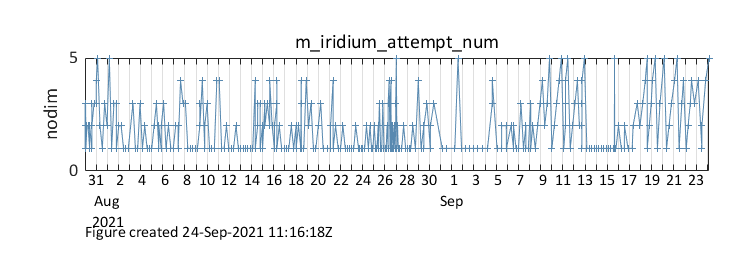 m_iridium_attempt_num
5
nodim
0
31 2 4 6 8 10 12 14 16 18 20 22 24 26 28 30 1 3 5 7 9 11 13 15 17 19 21 23
Aug Sep
2021
Figure created 24-Sep-2021 11:16:18Z